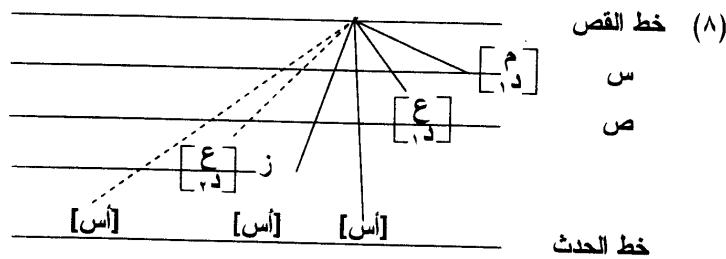 (٨) خط القص
س [م د١]
ص [ع د١]
ز [ع د٢]
[أس] [أس] [أس]
خط الحدث